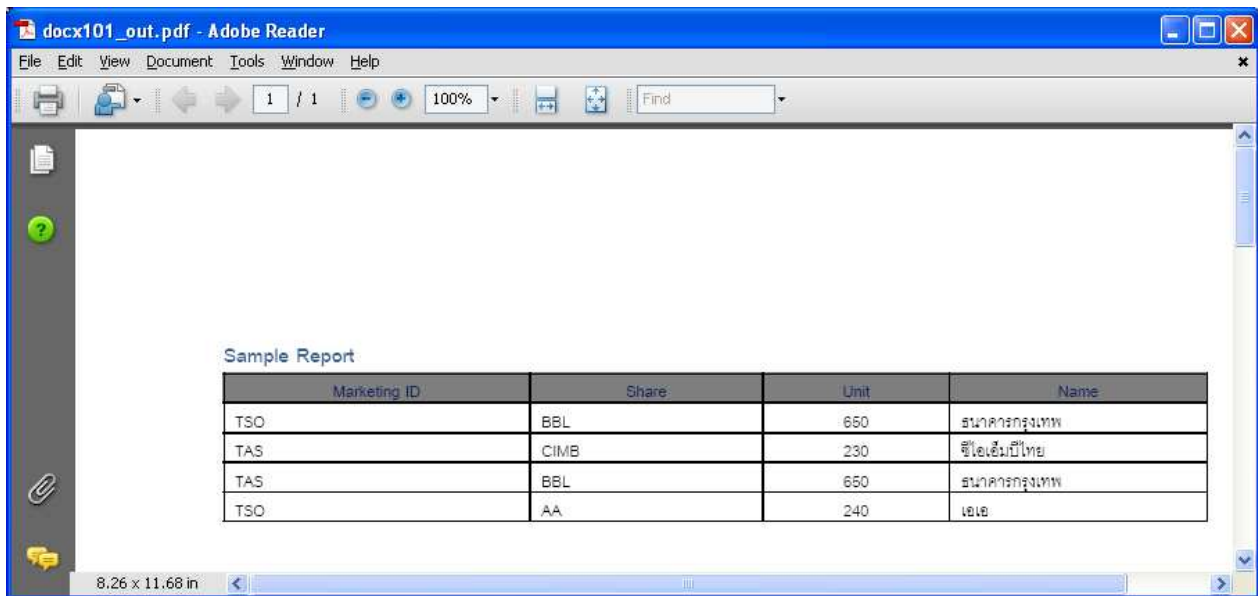 docx101_out.pdf - Adobe Reader
File Edit View Document Tools Window Help
1 / 1 100% Find
Sample Report
Marketing ID Share Unit Name
TSO BBL 650 ธนาคารกรุงเทพ
TAS CIMB 230 ซีไอเอ็มบีไทย
TAS BBL 650 ธนาคารกรุงเทพ
TSO AA 240 เอเอ
8.26 x 11.68 in